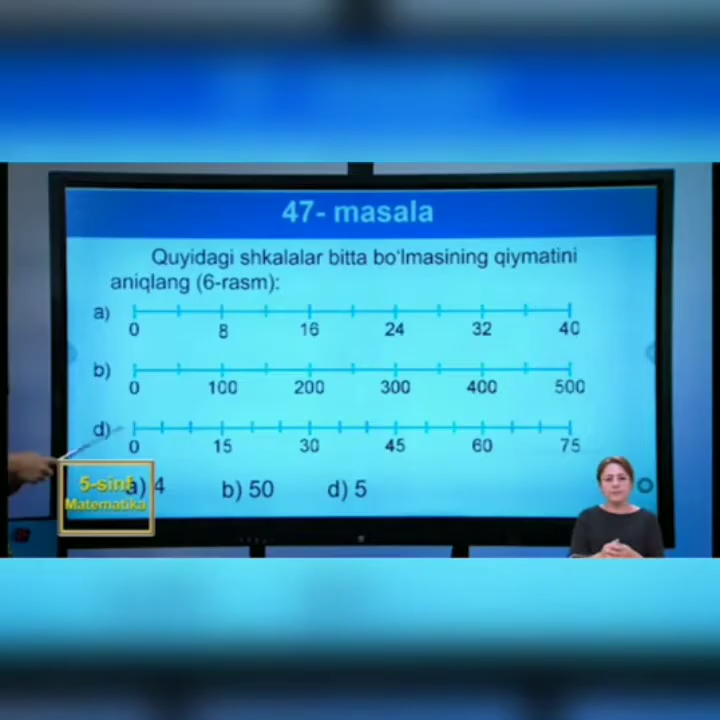 47- masala
Quyidagi shkalalar bitta bo‘lmasining qiymatini
aniqlang (6-rasm):
a)
0 8 16 24 32 40
b)
0 100 200 300 400 500
d)
0 15 30 45 60 75
a) 4 b) 50 d) 5
5-sinf
Matematika